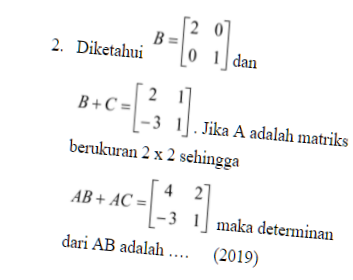 2. Diketahui B = [2 0; 0 1] dan
B + C = [2 1; -3 1]. Jika A adalah matriks
berukuran 2 x 2 sehingga
AB + AC = [4 2; -3 1] maka determinan
dari AB adalah .... (2019)